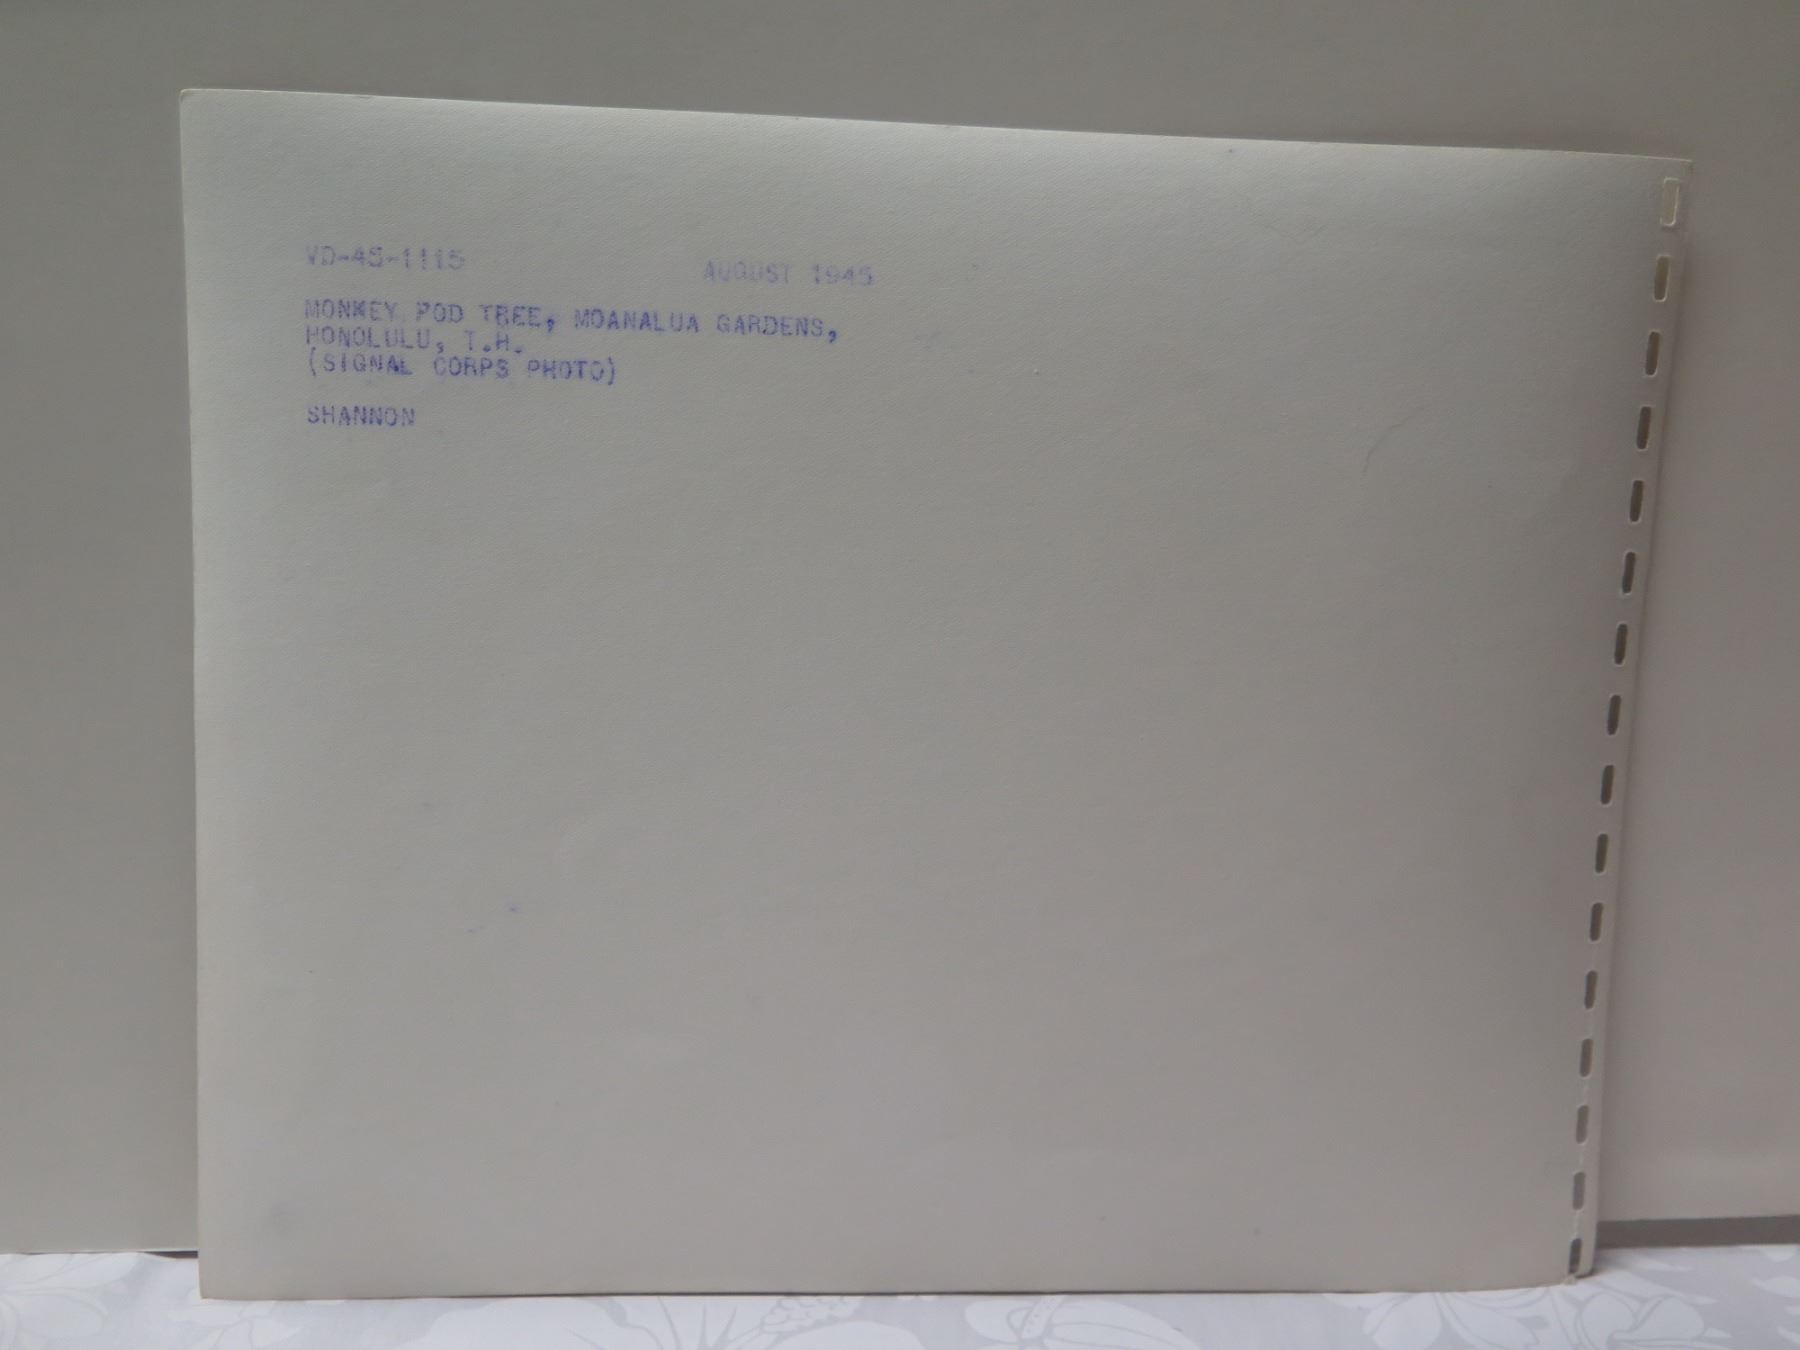 VD-45-1115 AUGUST 1945
MONKEY POD TREE, MOANALUA GARDENS,
HONOLULU, T.H.
(SIGNAL CORPS PHOTO)
SHANNON